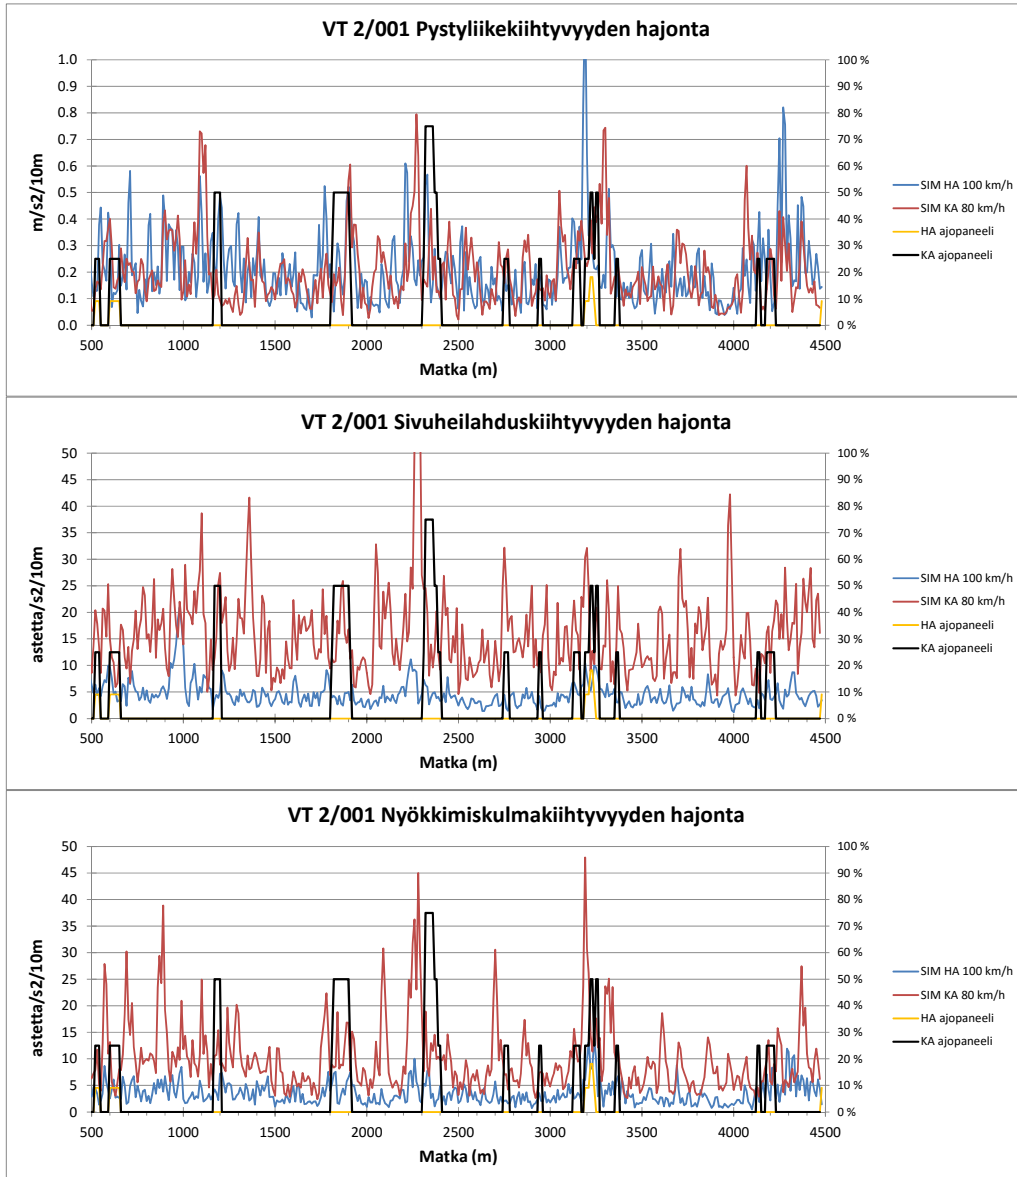 VT 2/001 Pystyliikekiihtyvyyden hajonta
m/s2/10m
1.0
0.9
0.8
0.7
0.6
0.5
0.4
0.3
0.2
0.1
0.0
100 %
90 %
80 %
70 %
60 %
50 %
40 %
30 %
20 %
10 %
0 %
500 1000 1500 2000 2500 3000 3500 4000 4500
Matka (m)
SIM HA 100 km/h
SIM KA 80 km/h
HA ajopaneeli
KA ajopaneeli
VT 2/001 Sivuheilahduskiihtyvyyden hajonta
astetta/s2/10m
50
45
40
35
30
25
20
15
10
5
0
100 %
90 %
80 %
70 %
60 %
50 %
40 %
30 %
20 %
10 %
0 %
500 1000 1500 2000 2500 3000 3500 4000 4500
Matka (m)
SIM HA 100 km/h
SIM KA 80 km/h
HA ajopaneeli
KA ajopaneeli
VT 2/001 Nyökkimiskulmakiihtyvyyden hajonta
astetta/s2/10m
50
45
40
35
30
25
20
15
10
5
0
100 %
90 %
80 %
70 %
60 %
50 %
40 %
30 %
20 %
10 %
0 %
500 1000 1500 2000 2500 3000 3500 4000 4500
Matka (m)
SIM HA 100 km/h
SIM KA 80 km/h
HA ajopaneeli
KA ajopaneeli